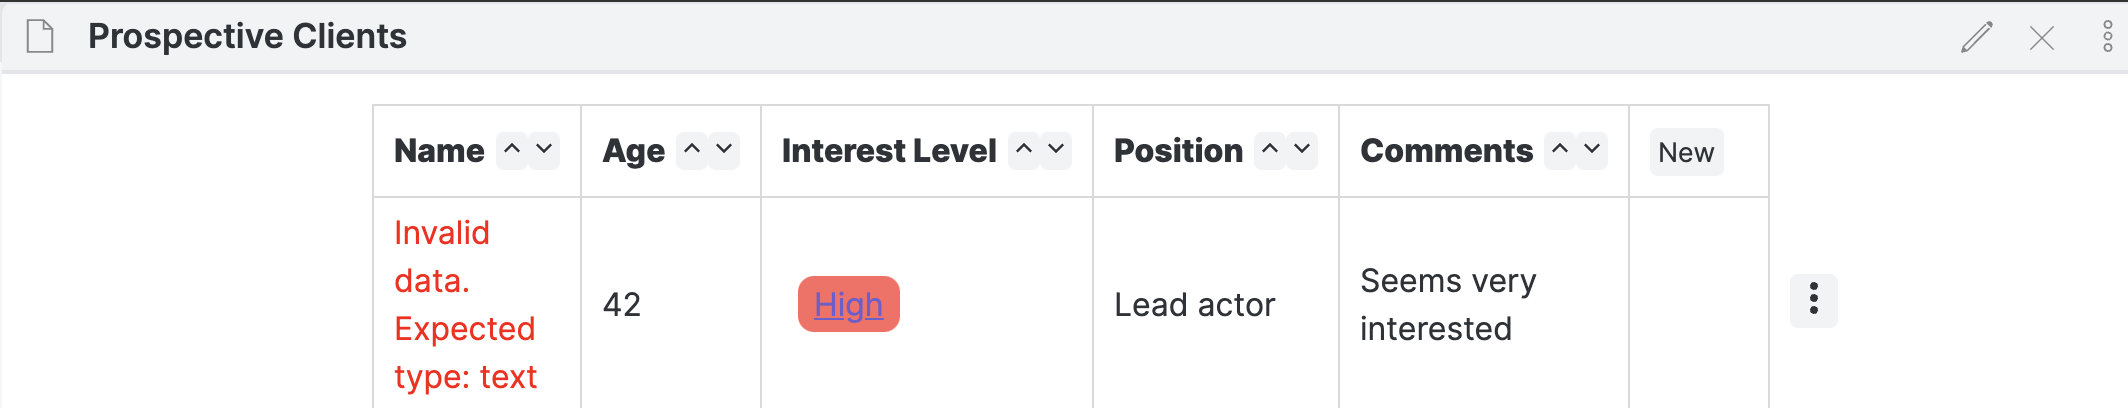 Prospective Clients
Name Age Interest Level Position Comments New
Invalid
data.
Expected
type: text
42
High
Lead actor
Seems very
interested